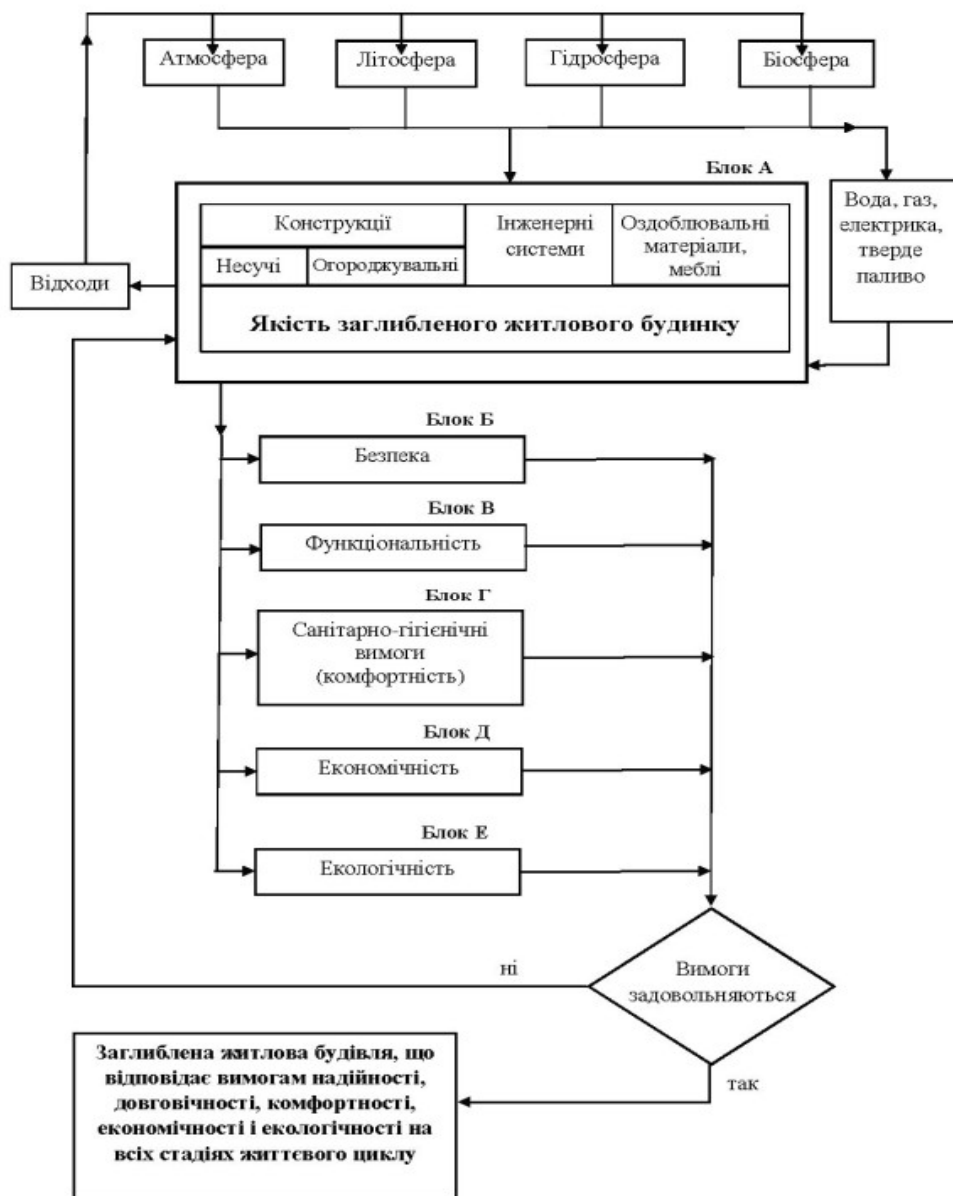 Атмосфера
Літосфера
Гідросфера
Біосфера
Блок А
Вода, газ,
електрика,
тверде
паливо
Конструкції
Несучі
Огороджувальні
Інженерні
системи
Оздоблювальні
матеріали,
меблі
Відходи
Якість заглибленого житлового будинку
Блок Б
Безпека
Блок В
Функціональність
Блок Г
Санітарно-гігієнічні
вимоги
(комфортність)
Блок Д
Економічність
Блок Е
Екологічність
ні
Вимоги
задовольняються
так
Заглиблена житлова будівля, що
відповідає вимогам надійності,
довговічності, комфортності,
економічності і екологічності на
всіх стадіях життєвого циклу